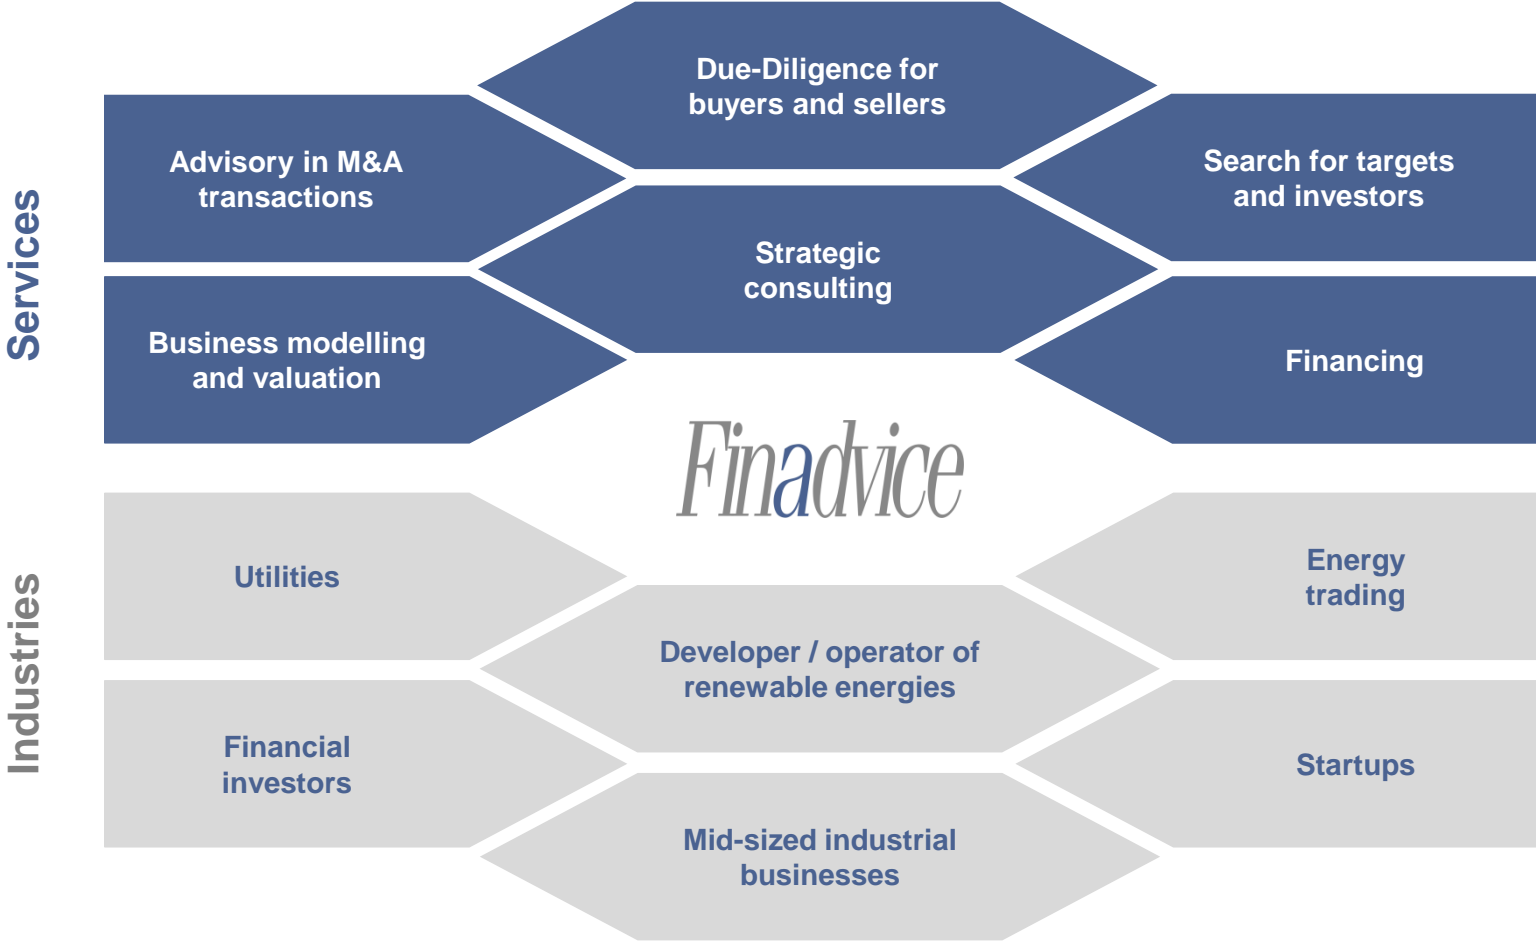 Services
Due-Diligence for
buyers and sellers
Advisory in M&A
transactions
Search for targets
and investors
Strategic
consulting
Business modelling
and valuation
Financing
Finadvice
Industries
Utilities
Energy
trading
Developer / operator of
renewable energies
Financial
investors
Startups
Mid-sized industrial
businesses